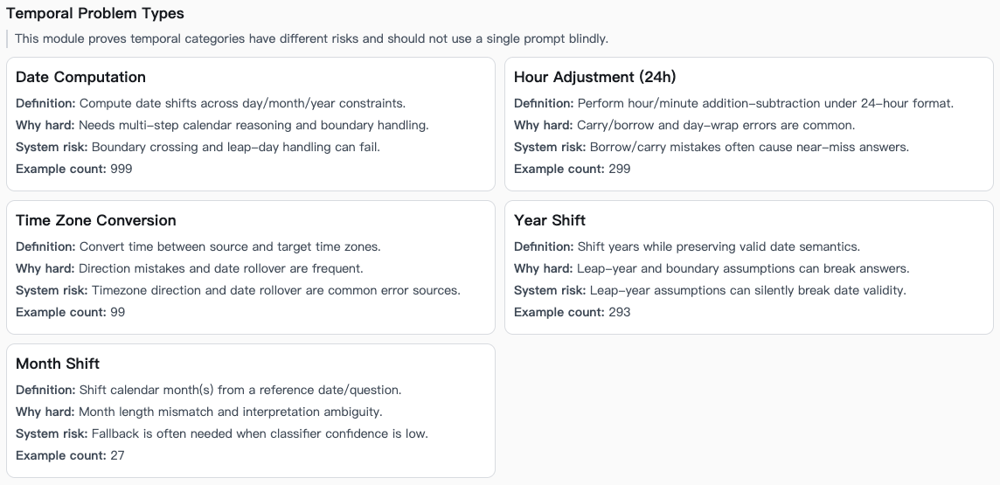 Temporal Problem Types
This module proves temporal categories have different risks and should not use a single prompt blindly.
Date Computation
Definition: Compute date shifts across day/month/year constraints.
Why hard: Needs multi-step calendar reasoning and boundary handling.
System risk: Boundary crossing and leap-day handling can fail.
Example count: 999
Hour Adjustment (24h)
Definition: Perform hour/minute addition-subtraction under 24-hour format.
Why hard: Carry/borrow and day-wrap errors are common.
System risk: Borrow/carry mistakes often cause near-miss answers.
Example count: 299
Time Zone Conversion
Definition: Convert time between source and target time zones.
Why hard: Direction mistakes and date rollover are frequent.
System risk: Timezone direction and date rollover are common error sources.
Example count: 99
Year Shift
Definition: Shift years while preserving valid date semantics.
Why hard: Leap-year and boundary assumptions can break answers.
System risk: Leap-year assumptions can silently break date validity.
Example count: 293
Month Shift
Definition: Shift calendar month(s) from a reference date/question.
Why hard: Month length mismatch and interpretation ambiguity.
System risk: Fallback is often needed when classifier confidence is low.
Example count: 27